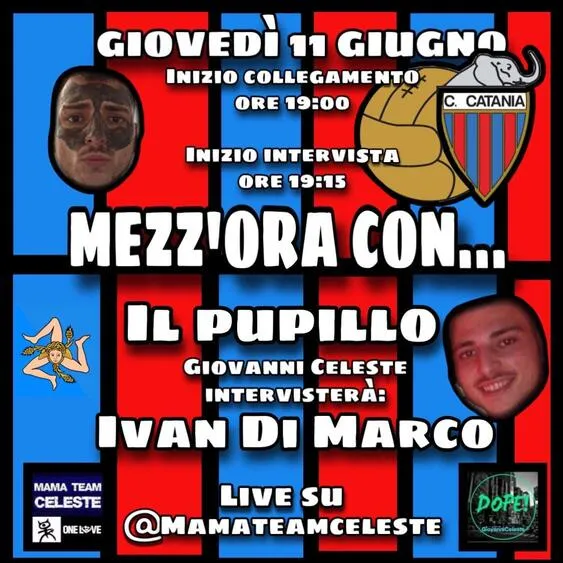 GIOVEDÌ 11 GIUGNO
INIZIO COLLEGAMENTO
ORE 19:00
C. CATANIA
INIZIO INTERVISTA
ORE 19:15
MEZZ'ORA CON...
IL PUPILLO
GIOVANNI CELESTE
INTERVISTERÀ:
IVAN DI MARCO
MAMA TEAM
CELESTE
ONE LOVE
LIVE SU
@MAMATEAMCELESTE
DOPE!
GiovanniCeleste